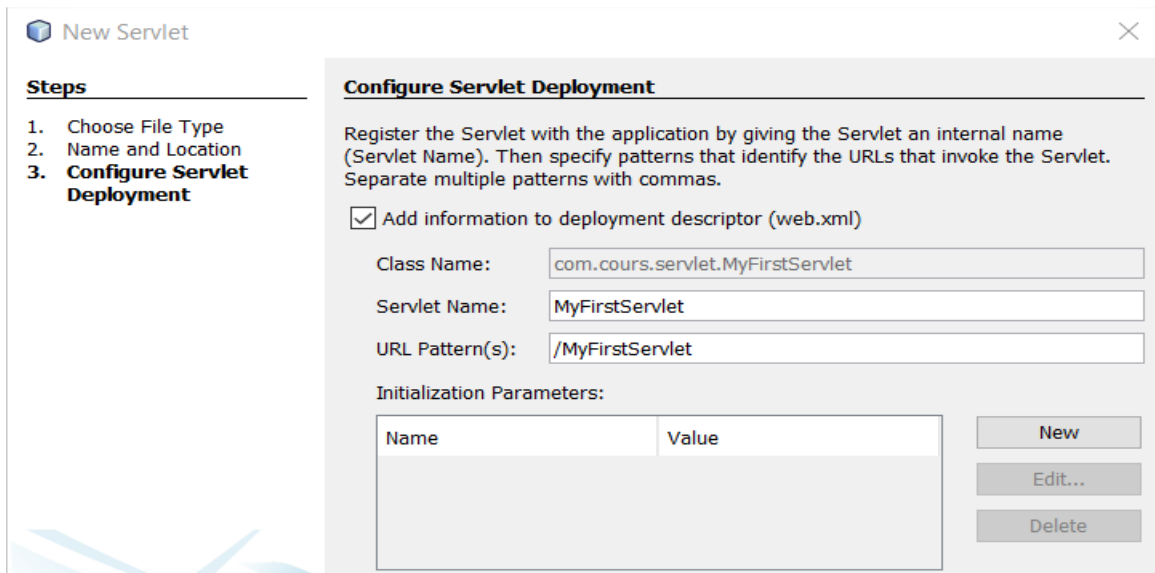 New Servlet
Steps
1. Choose File Type
2. Name and Location
3. Configure Servlet
Deployment
Configure Servlet Deployment
Register the Servlet with the application by giving the Servlet an internal name
(Servlet Name). Then specify patterns that identify the URLs that invoke the Servlet.
Separate multiple patterns with commas.
Add information to deployment descriptor (web.xml)
Class Name: com.cours.servlet.MyFirstServlet
Servlet Name: MyFirstServlet
URL Pattern(s): /MyFirstServlet
Initialization Parameters:
Name Value
New
Edit...
Delete